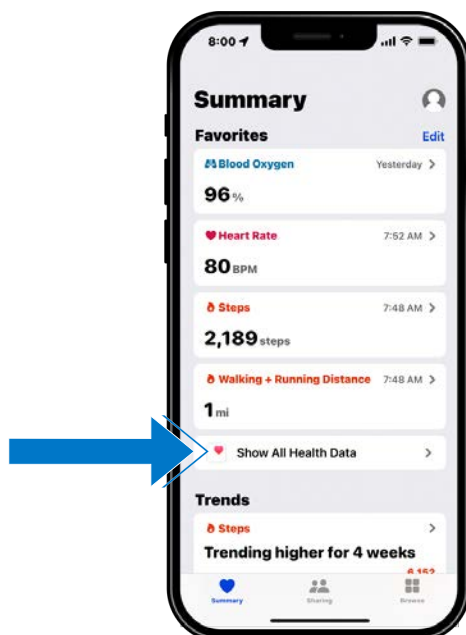 8:00
Summary
Favorites Edit
Blood Oxygen Yesterday
96 %
Heart Rate 7:52 AM
80 BPM
Steps 7:48 AM
2,189 steps
Walking + Running Distance 7:48 AM
1 mi
Show All Health Data
Trends
Steps
Trending higher for 4 weeks
6,152
Summary Sharing Browse